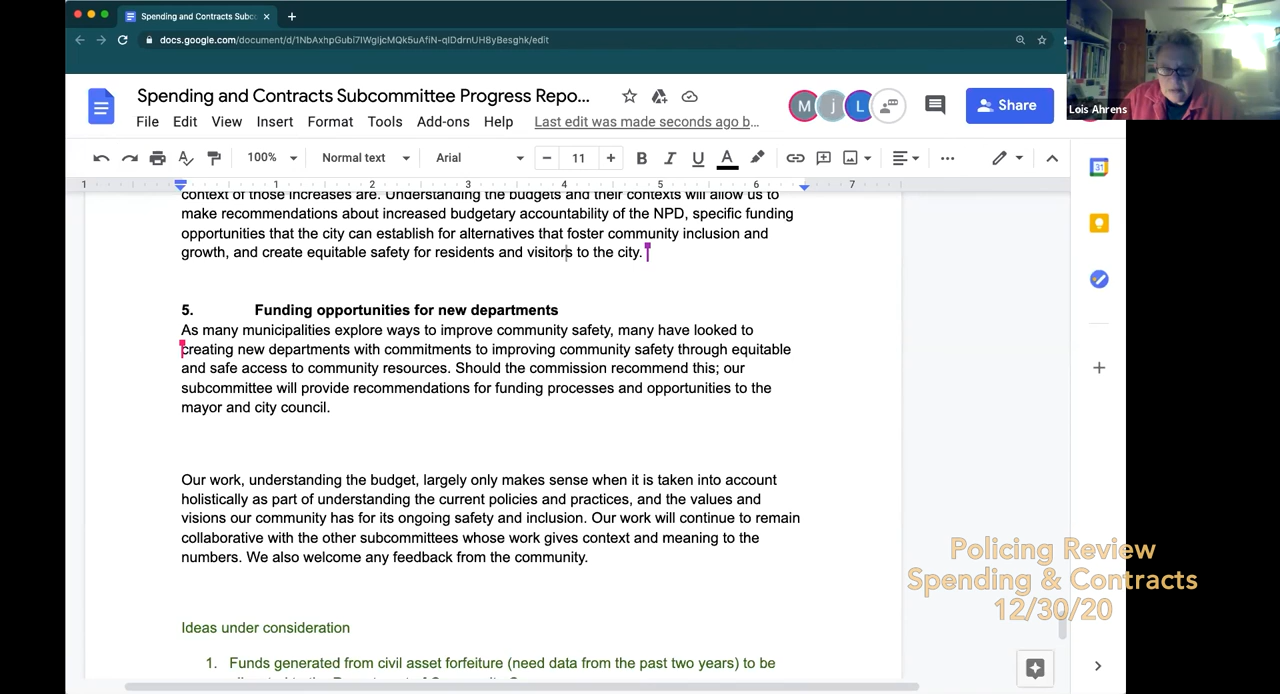 Spending and Contracts Subc
docs.google.com/document/d/1NbAxhpGubi7IWgljcMQk5uAfiN-qIDdrnUH8yBesghk/edit
Lois Ahrens
Spending and Contracts Subcommittee Progress Repo...
M j L
Share
File Edit View Insert Format Add-ons Help Last edit was made seconds ago b...
100% Normal text Arial 11 B I U A
1 1 2 3 4 5 6 7
31
context of those increases are. Understanding the budgets and their contexts will allow us to
make recommendations about increased budgetary accountability of the NPD, specific funding
opportunities that the city can establish for alternatives that foster community inclusion and
growth, and create equitable safety for residents and visitors to the city.
5. Funding opportunities for new departments
As many municipalities explore ways to improve community safety, many have looked to
creating new departments with commitments to improving community safety through equitable
and safe access to community resources. Should the commission recommend this; our
subcommittee will provide recommendations for funding processes and opportunities to the
mayor and city council.
Our work, understanding the budget, largely only makes sense when it is taken into account
holistically as part of understanding the current policies and practices, and the values and
visions our community has for its ongoing safety and inclusion. Our work will continue to remain
collaborative with the other subcommittees whose work gives context and meaning to the
numbers. We also welcome any feedback from the community.
Policing Review
Spending & Contracts
12/30/20
Ideas under consideration
1. Funds generated from civil asset forfeiture (need data from the past two years) to be